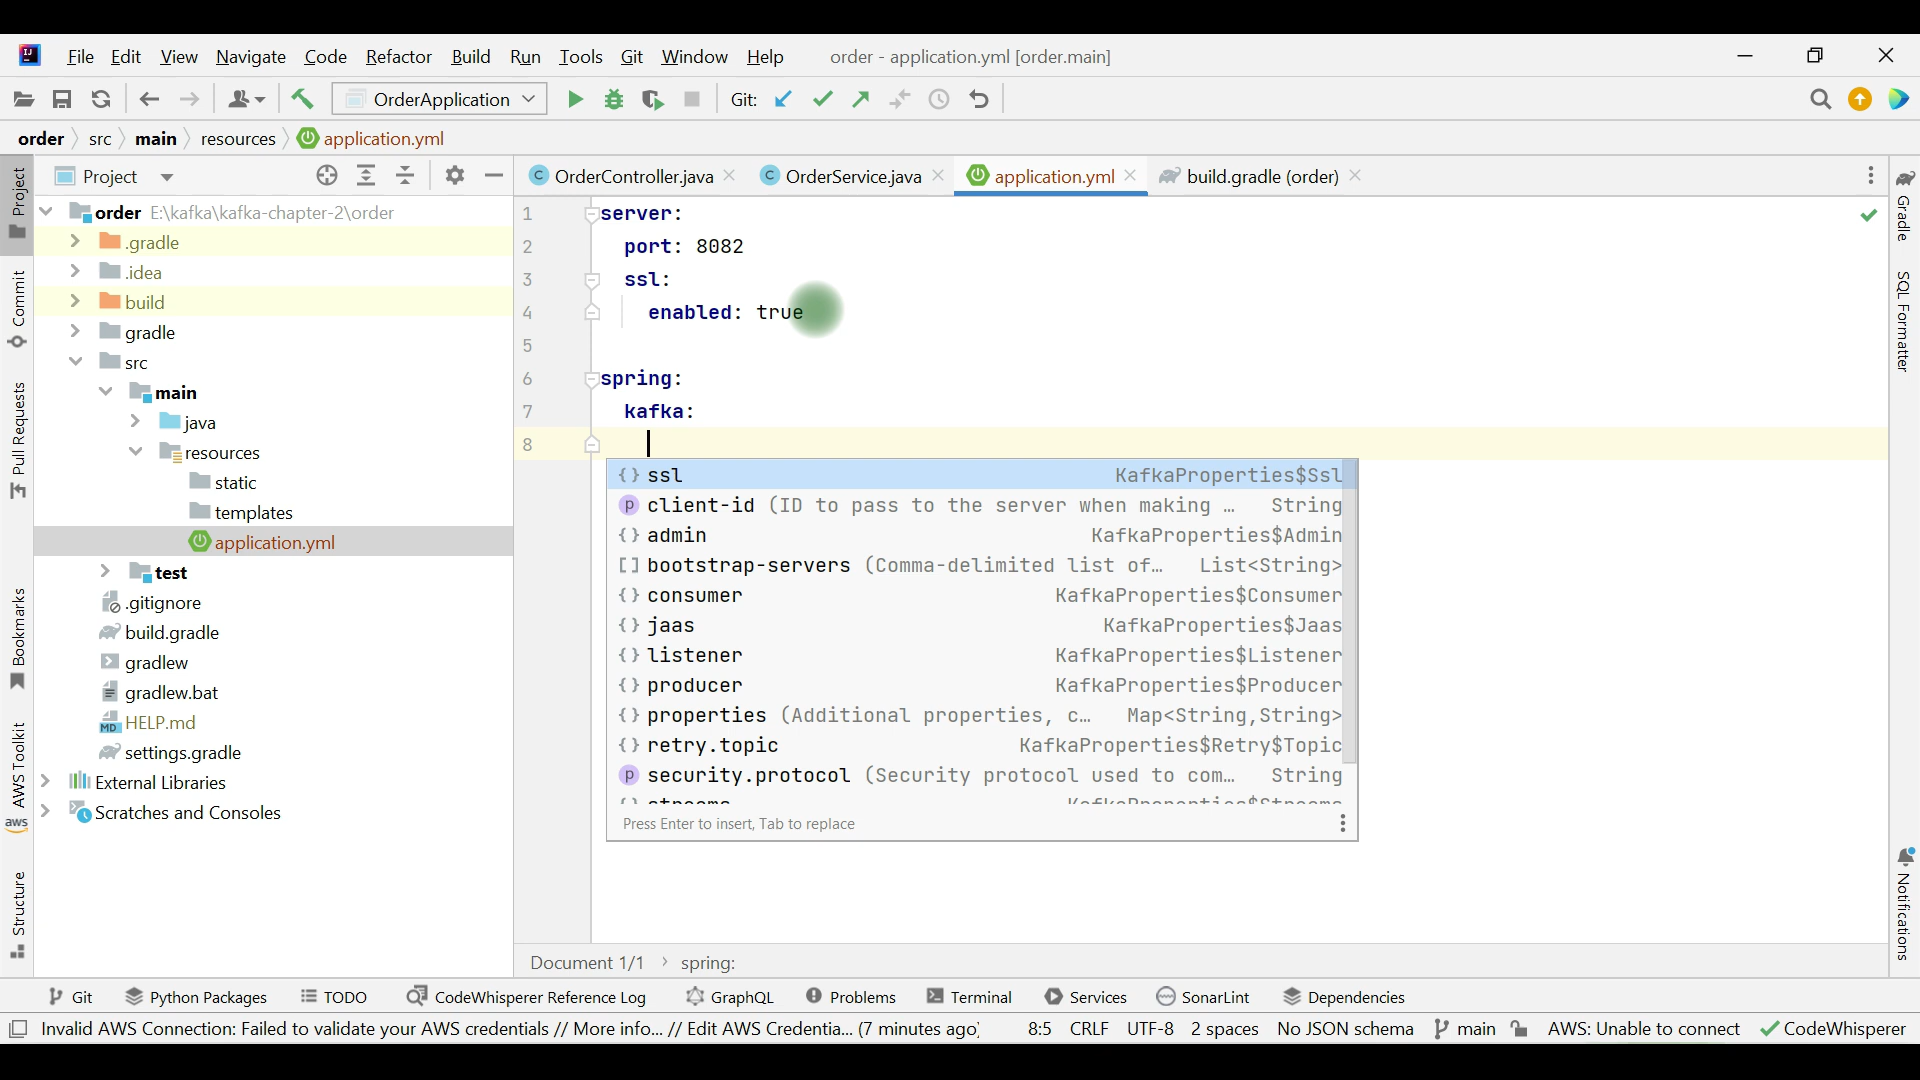 File Edit View Navigate Code Refactor Build Run Tools Git Window Help order - application.yml [order.main]
OrderApplication Git:
order src main resources application.yml
Project
OrderController.java OrderService.java application.yml build.gradle (order)
Project
Commit
Pull Requests
Bookmarks
AWS Toolkit
aws
Structure
order E:\kafka\kafka-chapter-2\order
.gradle
.idea
build
gradle
src
main
java
resources
static
templates
application.yml
test
.gitignore
build.gradle
gradlew
gradlew.bat
HELP.md
settings.gradle
External Libraries
Scratches and Consoles
1 server:
2 port: 8082
3 ssl:
4 enabled: true
5
6 spring:
7 kafka:
8
ssl KafkaProperties$Ssl
client-id (ID to pass to the server when making … String
admin KafkaProperties$Admin
bootstrap-servers (Comma-delimited list of… List<String>
consumer KafkaProperties$Consumer
jaas KafkaProperties$Jaas
listener KafkaProperties$Listener
producer KafkaProperties$Producer
properties (Additional properties, c… Map<String,String>
retry.topic KafkaProperties$Retry$Topic
security.protocol (Security protocol used to com… String
Press Enter to insert, Tab to replace
Gradle
SQL Formatter
Notifications
Document 1/1 › spring:
Git Python Packages TODO CodeWhisperer Reference Log GraphQL Problems Terminal Services SonarLint Dependencies
Invalid AWS Connection: Failed to validate your AWS credentials // More info... // Edit AWS Credentia... (7 minutes ago) 8:5 CRLF UTF-8 2 spaces No JSON schema main AWS: Unable to connect CodeWhisperer